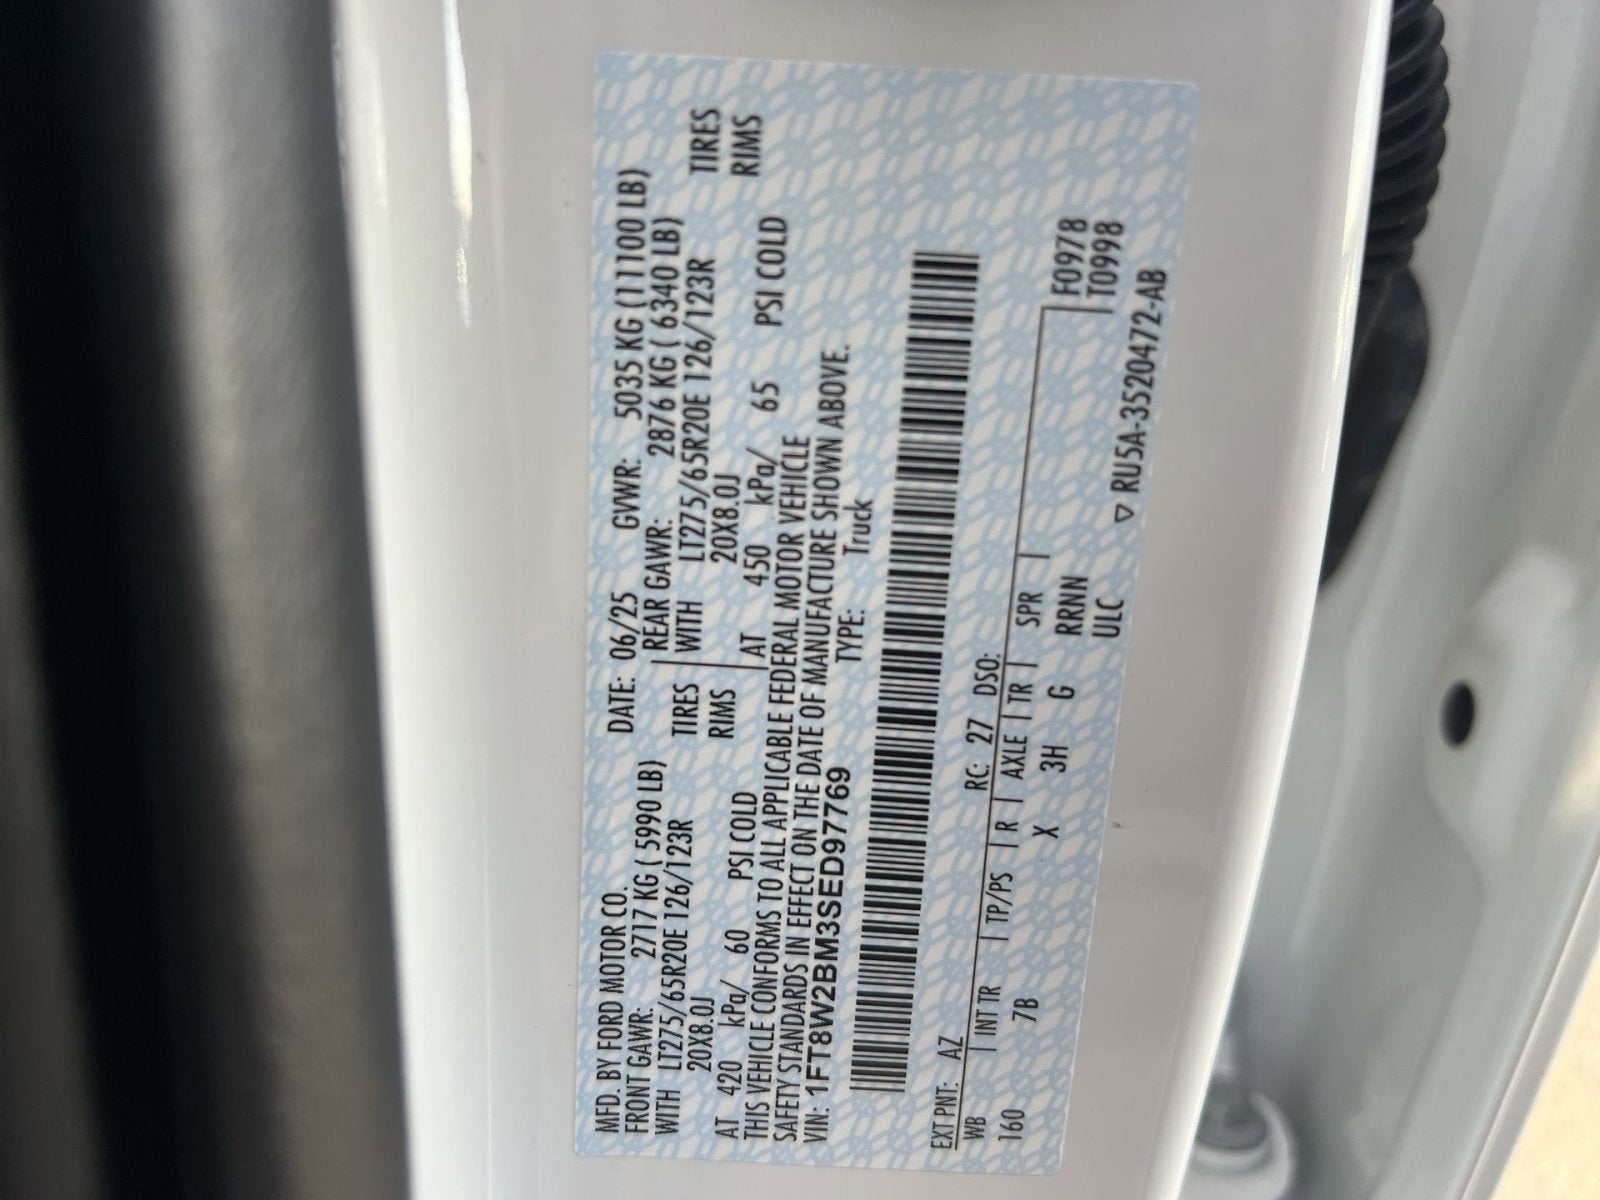 MFD. BY FORD MOTOR CO.
DATE: 06/25 GVWR: 5035 KG (11100 LB)
FRONT GAWR: 2717 KG ( 5990 LB) REAR GAWR: 2876 KG ( 6340 LB)
WITH LT275/65R20E 126/123R TIRES WITH LT275/65R20E 126/123R TIRES
20X8.0J RIMS 20X8.0J RIMS
AT 420 kPa/ 60 PSI COLD AT 450 kPa/ 65 PSI COLD
THIS VEHICLE CONFORMS TO ALL APPLICABLE FEDERAL MOTOR VEHICLE
SAFETY STANDARDS IN EFFECT ON THE DATE OF MANUFACTURE SHOWN ABOVE.
VIN: 1FT8W2BM3SED97769 TYPE: Truck
EXT PNT: AZ RC: 27 DSO:
WB | INT TR | TP/PS | R | AXLE | TR | SPR | F0978
160 7B X 3H G RRNN T0998
ULC ▽ RU5A-3520472-AB